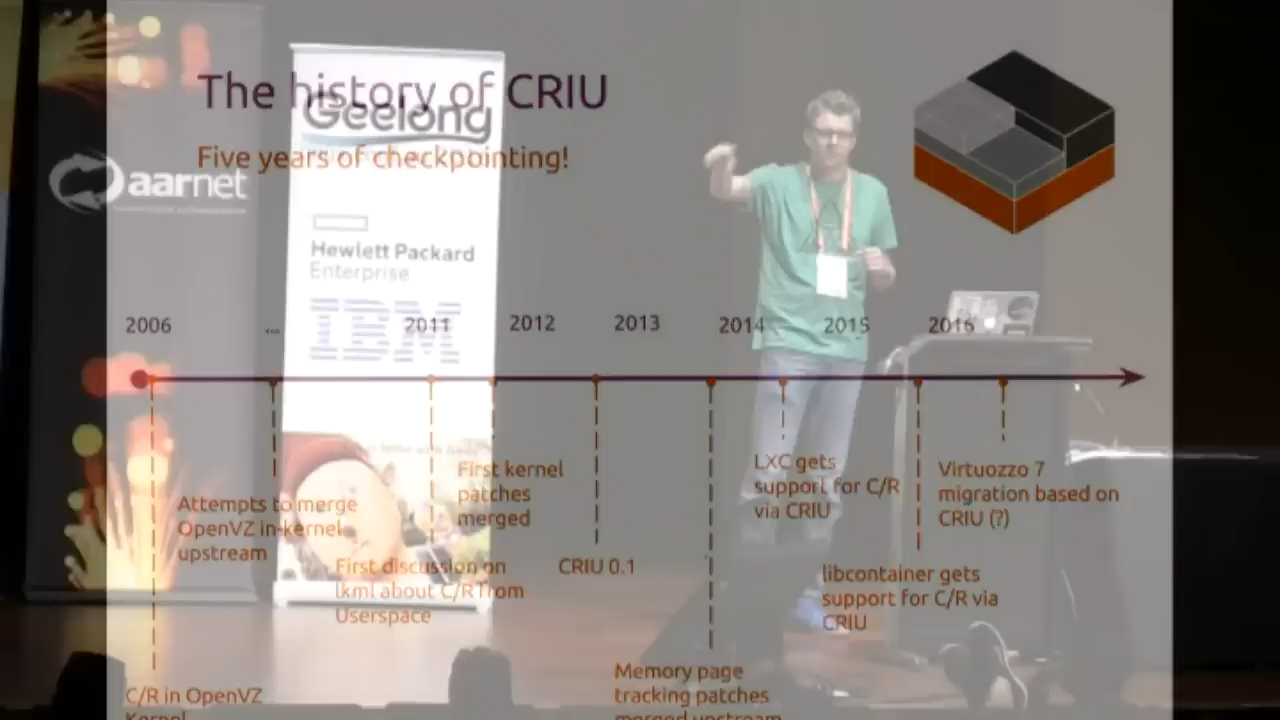 The history of CRIU
Geelong
Five years of checkpointing!
aarnet
Hewlett Packard
Enterprise
IBM
2006
...
2011
2012
2013
2014
2015
2016
Attempts to merge
OpenVZ in-kernel
upstream
First kernel
patches
merged
LXC gets
support for C/R
via CRIU
Virtuozzo 7
migration based on
CRIU (?)
First discussion on
lkml about C/R from
Userspace
CRIU 0.1
libcontainer gets
support for C/R via
CRIU
C/R in OpenVZ
Kernel
Memory page
tracking patches
merged upstream